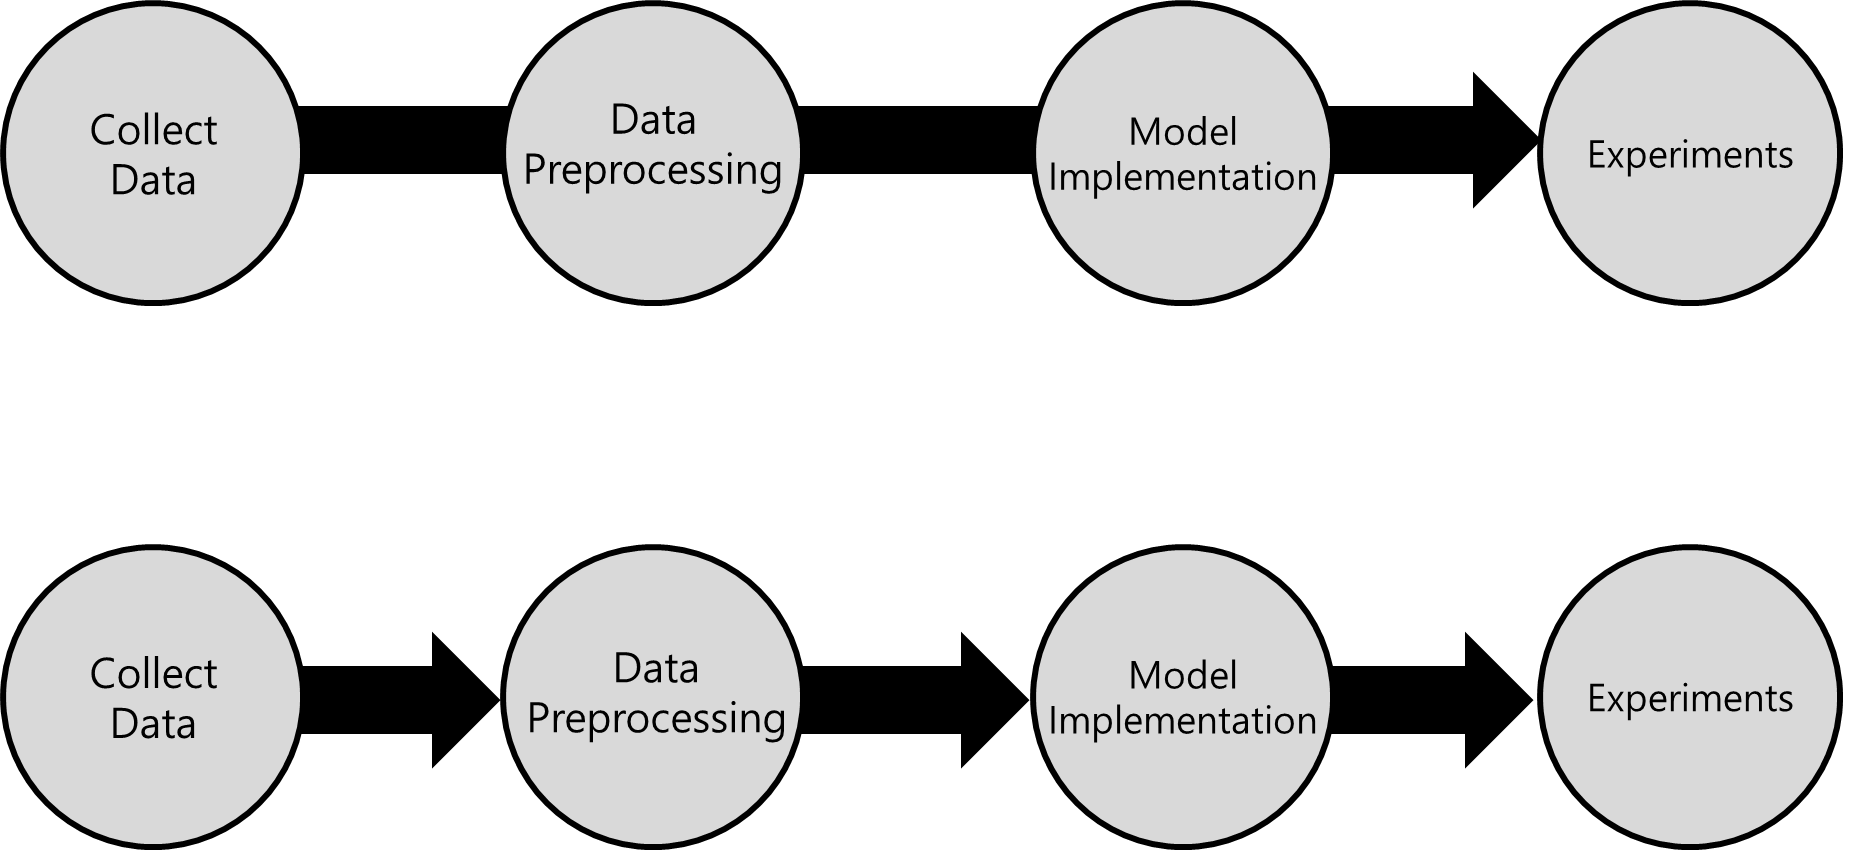 Collect
Data
Data
Preprocessing
Model
Implementation
Experiments
Collect
Data
Data
Preprocessing
Model
Implementation
Experiments